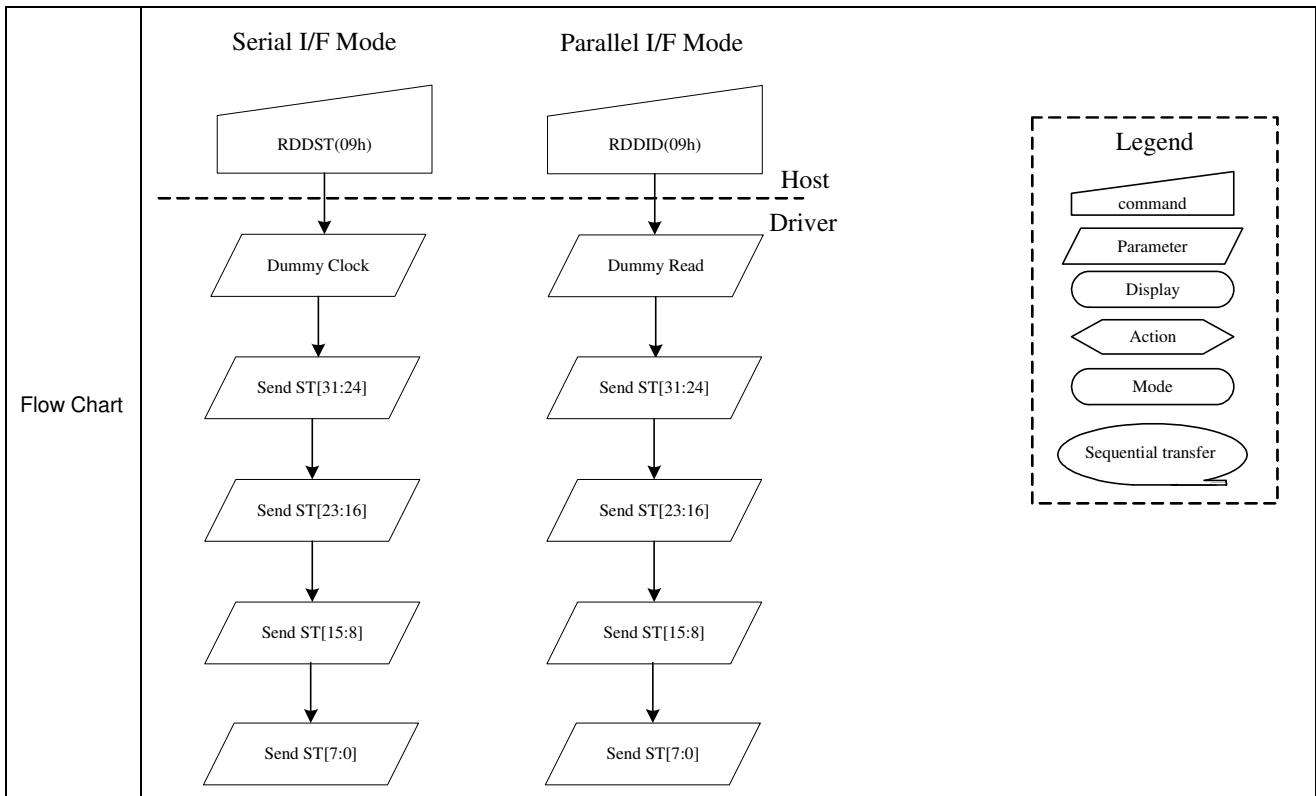 Flow Chart
Serial I/F Mode
RDDST(09h)
Dummy Clock
Send ST[31:24]
Send ST[23:16]
Send ST[15:8]
Send ST[7:0]
Parallel I/F Mode
RDDID(09h)
Dummy Read
Send ST[31:24]
Send ST[23:16]
Send ST[15:8]
Send ST[7:0]
Host
Driver
Legend
command
Parameter
Display
Action
Mode
Sequential transfer